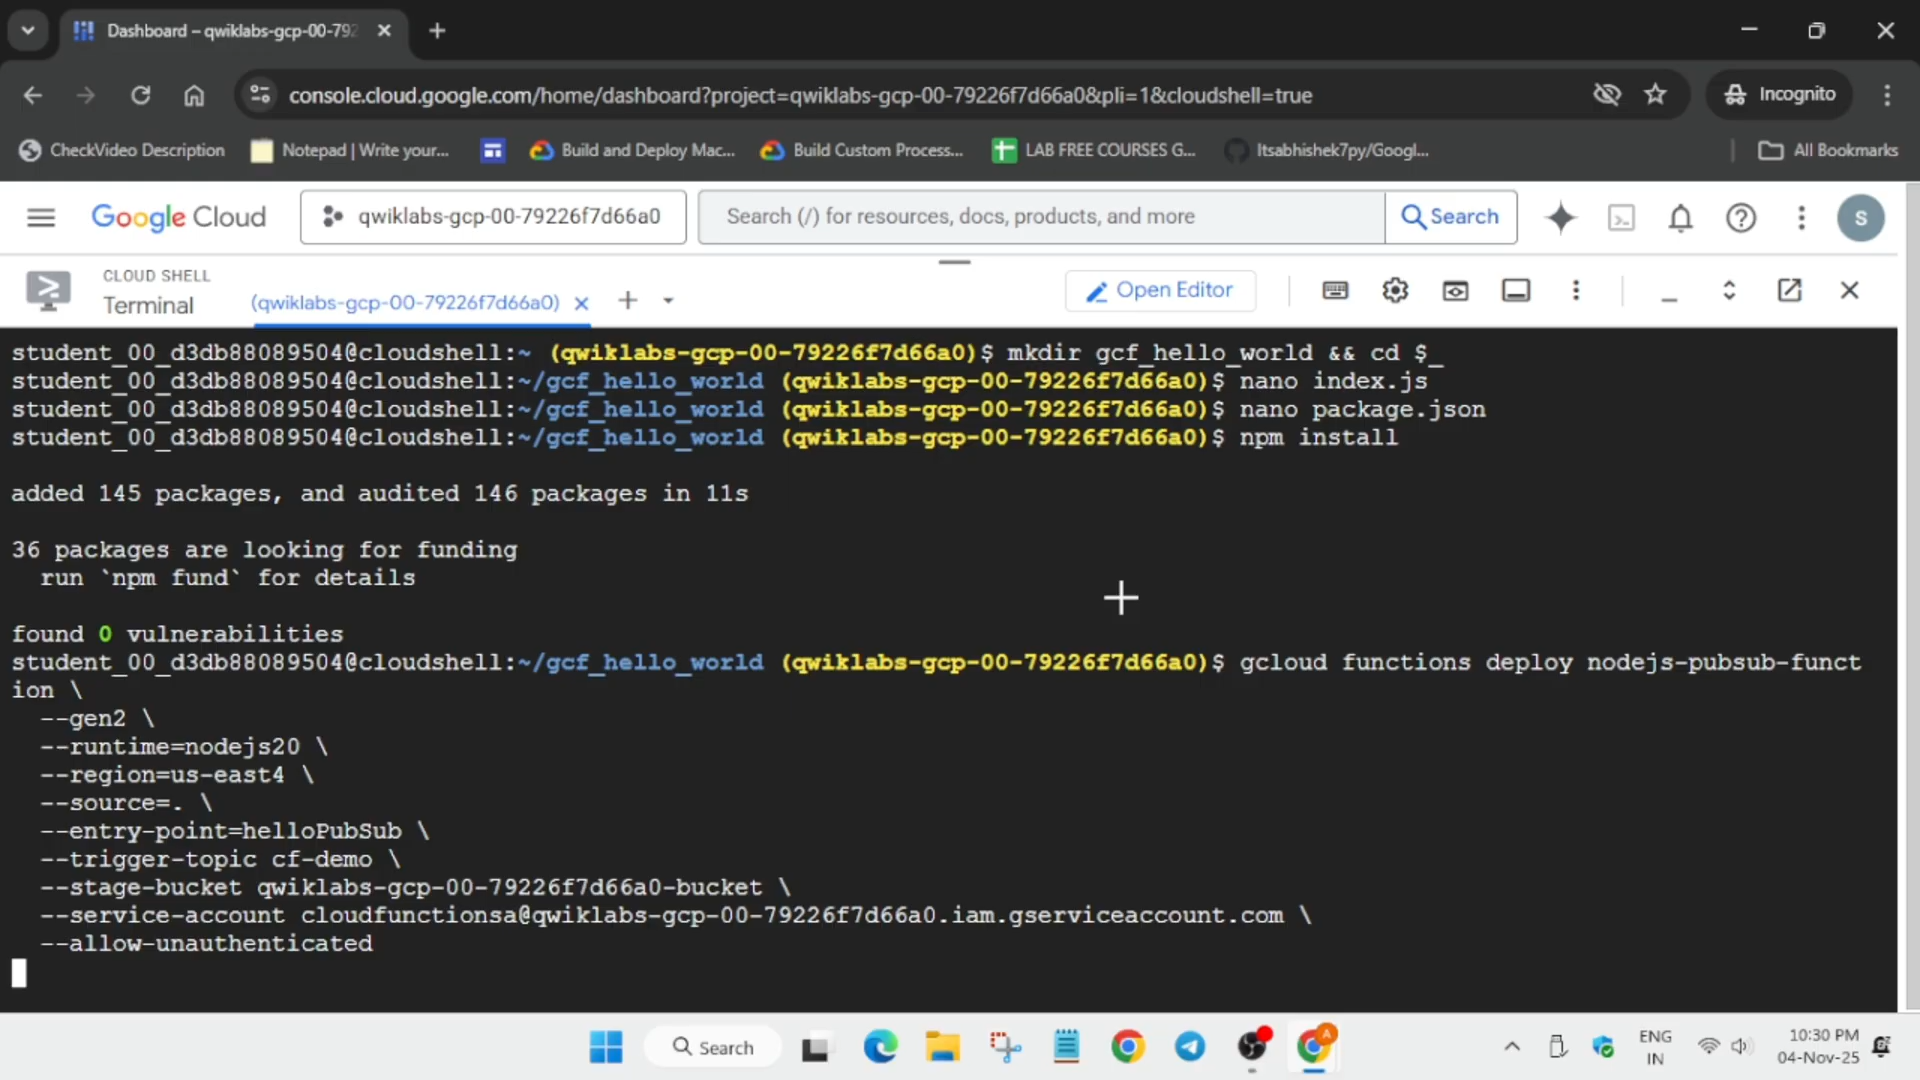 Dashboard – qwiklabs-gcp-00-792
console.cloud.google.com/home/dashboard?project=qwiklabs-gcp-00-79226f7d66a0&pli=1&cloudshell=true
Incognito
CheckVideo Description
Notepad | Write your...
Build and Deploy Mac...
Build Custom Process...
LAB FREE COURSES G...
Itsabhishek7py/Googl...
All Bookmarks
Google Cloud
qwiklabs-gcp-00-79226f7d66a0
Search (/) for resources, docs, products, and more
Search
S
CLOUD SHELL
Terminal
(qwiklabs-gcp-00-79226f7d66a0)
Open Editor
student_00_d3db88089504@cloudshell:~ (qwiklabs-gcp-00-79226f7d66a0)$ mkdir gcf_hello_world && cd $_
student_00_d3db88089504@cloudshell:~/gcf_hello_world (qwiklabs-gcp-00-79226f7d66a0)$ nano index.js
student_00_d3db88089504@cloudshell:~/gcf_hello_world (qwiklabs-gcp-00-79226f7d66a0)$ nano package.json
student_00_d3db88089504@cloudshell:~/gcf_hello_world (qwiklabs-gcp-00-79226f7d66a0)$ npm install
added 145 packages, and audited 146 packages in 11s
36 packages are looking for funding
run `npm fund` for details
found 0 vulnerabilities
student_00_d3db88089504@cloudshell:~/gcf_hello_world (qwiklabs-gcp-00-79226f7d66a0)$ gcloud functions deploy nodejs-pubsub-funct
ion \
--gen2 \
--runtime=nodejs20 \
--region=us-east4 \
--source=. \
--entry-point=helloPubSub \
--trigger-topic cf-demo \
--stage-bucket qwiklabs-gcp-00-79226f7d66a0-bucket \
--service-account cloudfunctionsa@qwiklabs-gcp-00-79226f7d66a0.iam.gserviceaccount.com \
--allow-unauthenticated
Search
A
ENG
IN
10:30 PM
04-Nov-25